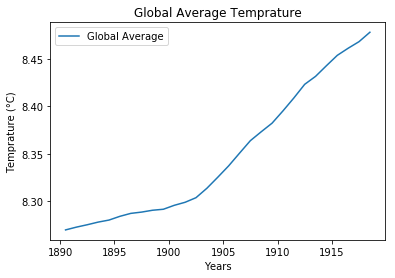 Global Average Temprature
Global Average
8.45
8.40
8.35
8.30
Temprature (°C)
1890 1895 1900 1905 1910 1915
Years